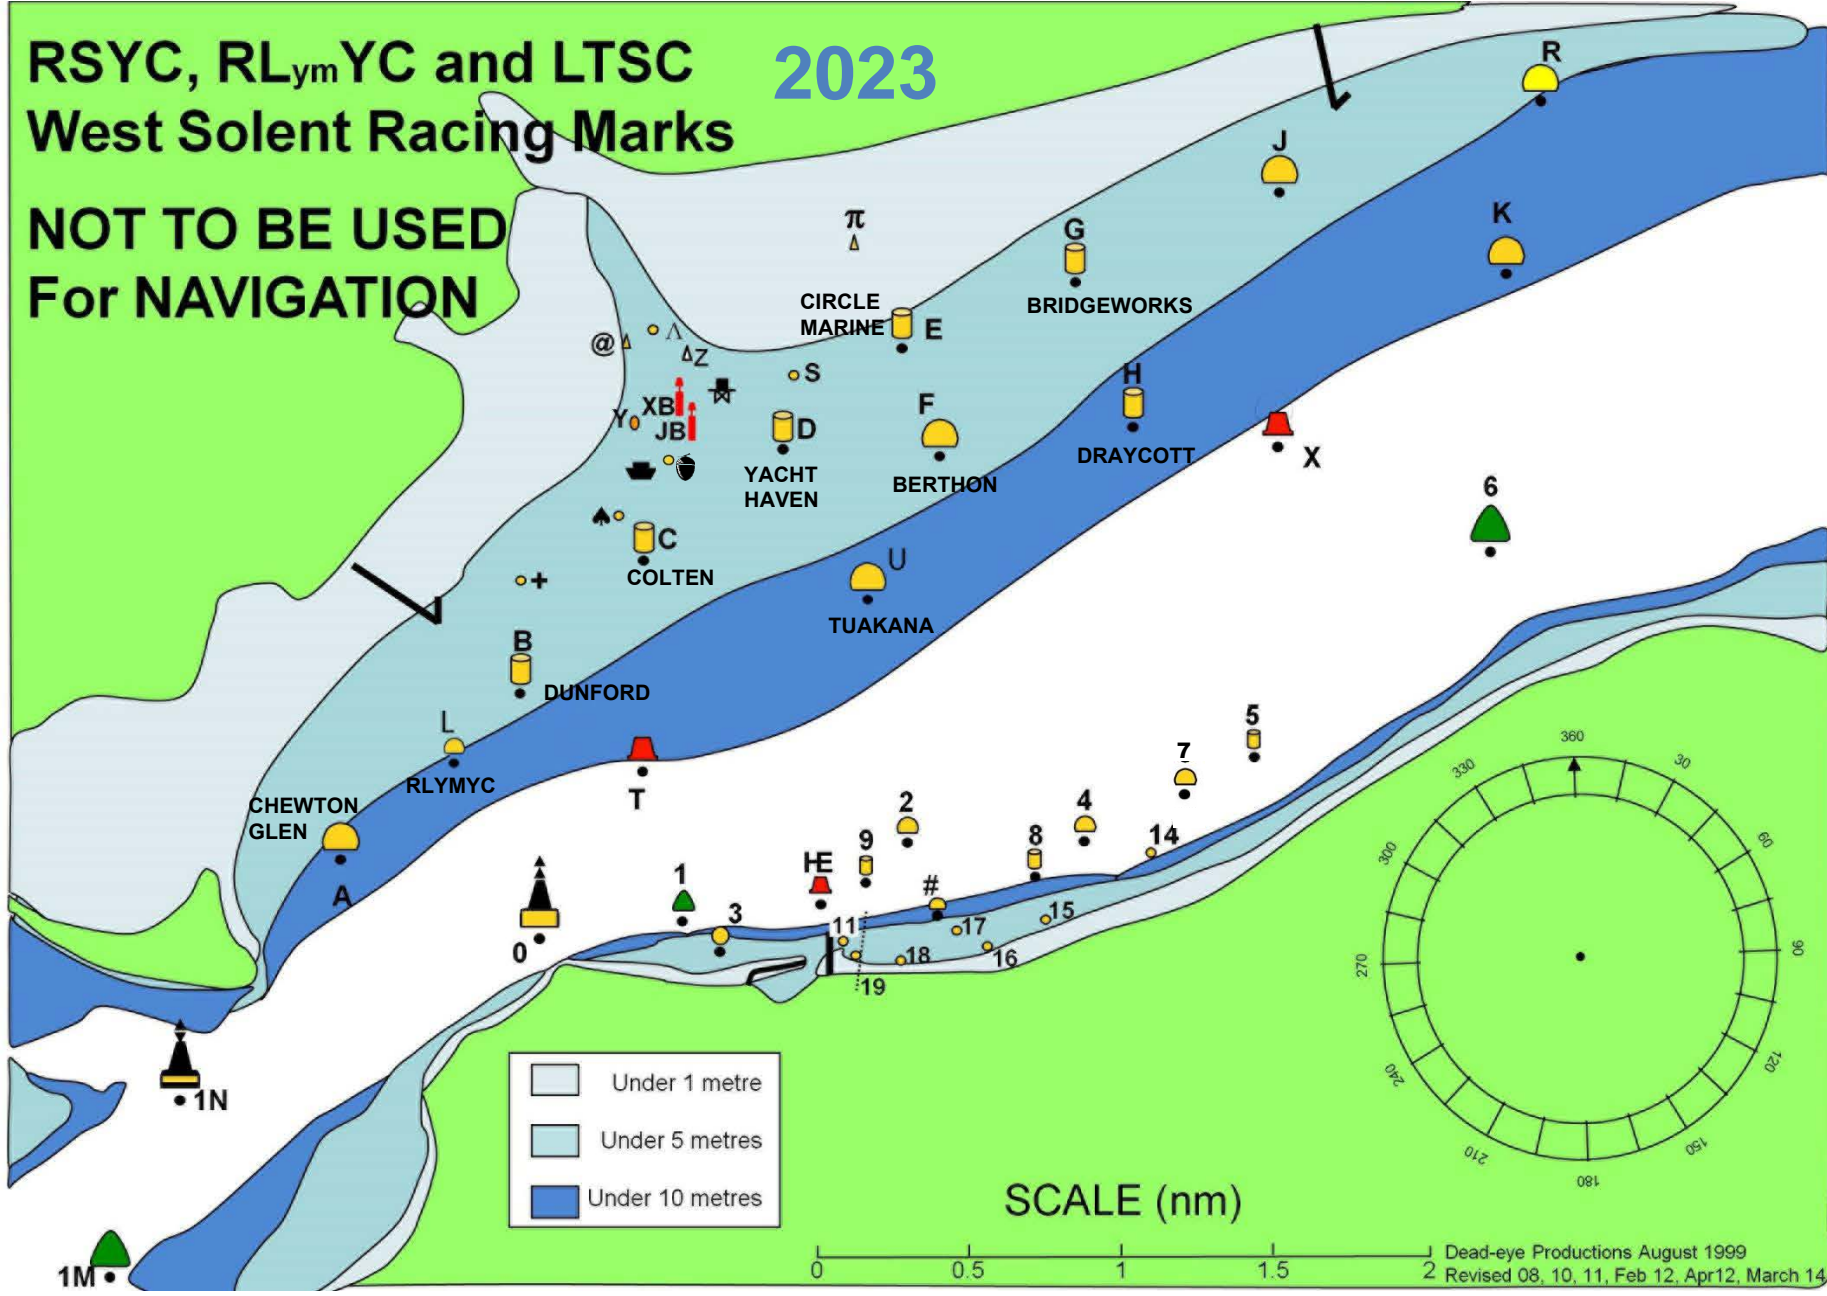 RSYC, RLymYC and LTSC
2023
West Solent Racing Marks
NOT TO BE USED
For NAVIGATION
R
J
K
π
G
CIRCLE
MARINE
E
BRIDGEWORKS
@
Λ
Z
S
H
XB
Y
JB
D
F
DRAYCOTT
X
YACHT
HAVEN
BERTHON
6
C
COLTEN
U
TUAKANA
+
B
DUNFORD
L
RLYMYC
T
CHEWTON
GLEN
A
5
7
2
4
14
9
8
HE
1
#
3
0
11
17
15
18
16
19
1N
1M
360
30
60
90
120
150
180
210
240
270
300
330
Under 1 metre
Under 5 metres
Under 10 metres
SCALE (nm)
0 0.5 1 1.5 2
Dead-eye Productions August 1999
Revised 08, 10, 11, Feb 12, Apr12, March 14